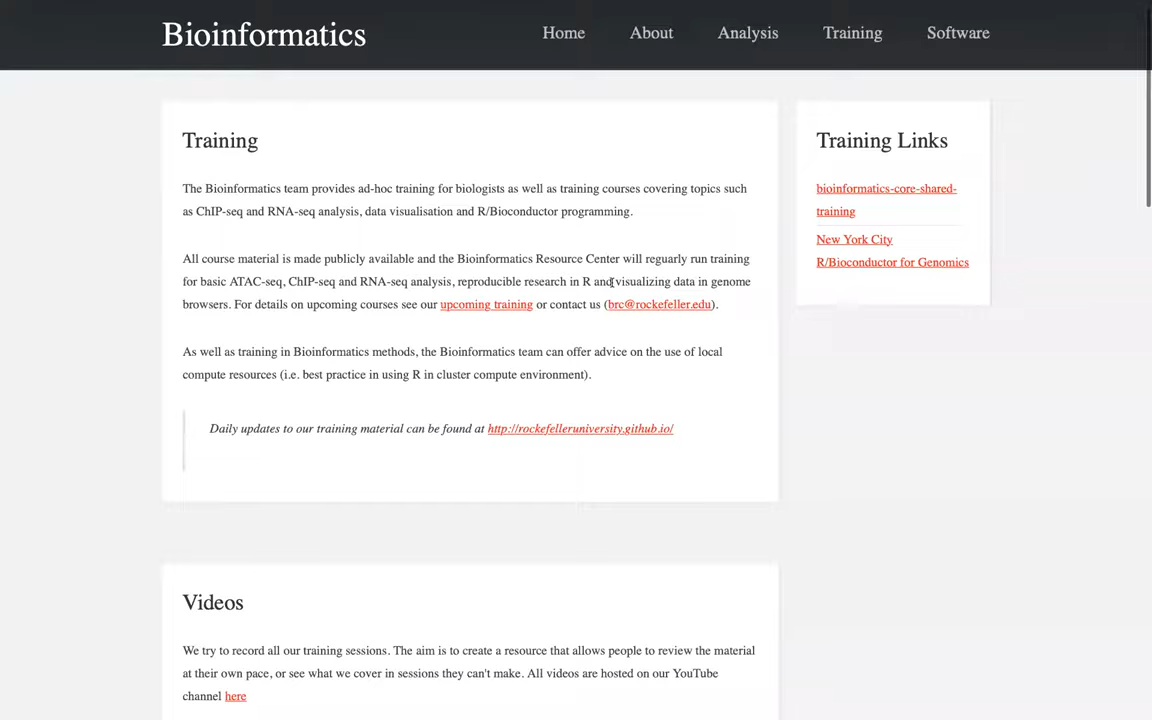 Bioinformatics
Home About Analysis Training Software
Training
The Bioinformatics team provides ad-hoc training for biologists as well as training courses covering topics such
as ChIP-seq and RNA-seq analysis, data visualisation and R/Bioconductor programming.
All course material is made publicly available and the Bioinformatics Resource Center will reguarly run training
for basic ATAC-seq, ChIP-seq and RNA-seq analysis, reproducible research in R and visualizing data in genome
browsers. For details on upcoming courses see our upcoming training or contact us (brc@rockefeller.edu).
As well as training in Bioinformatics methods, the Bioinformatics team can offer advice on the use of local
compute resources (i.e. best practice in using R in cluster compute environment).
Daily updates to our training material can be found at http://rockefelleruniversity.github.io/
Training Links
bioinformatics-core-shared-
training
New York City
R/Bioconductor for Genomics
Videos
We try to record all our training sessions. The aim is to create a resource that allows people to review the material
at their own pace, or see what we cover in sessions they can't make. All videos are hosted on our YouTube
channel here